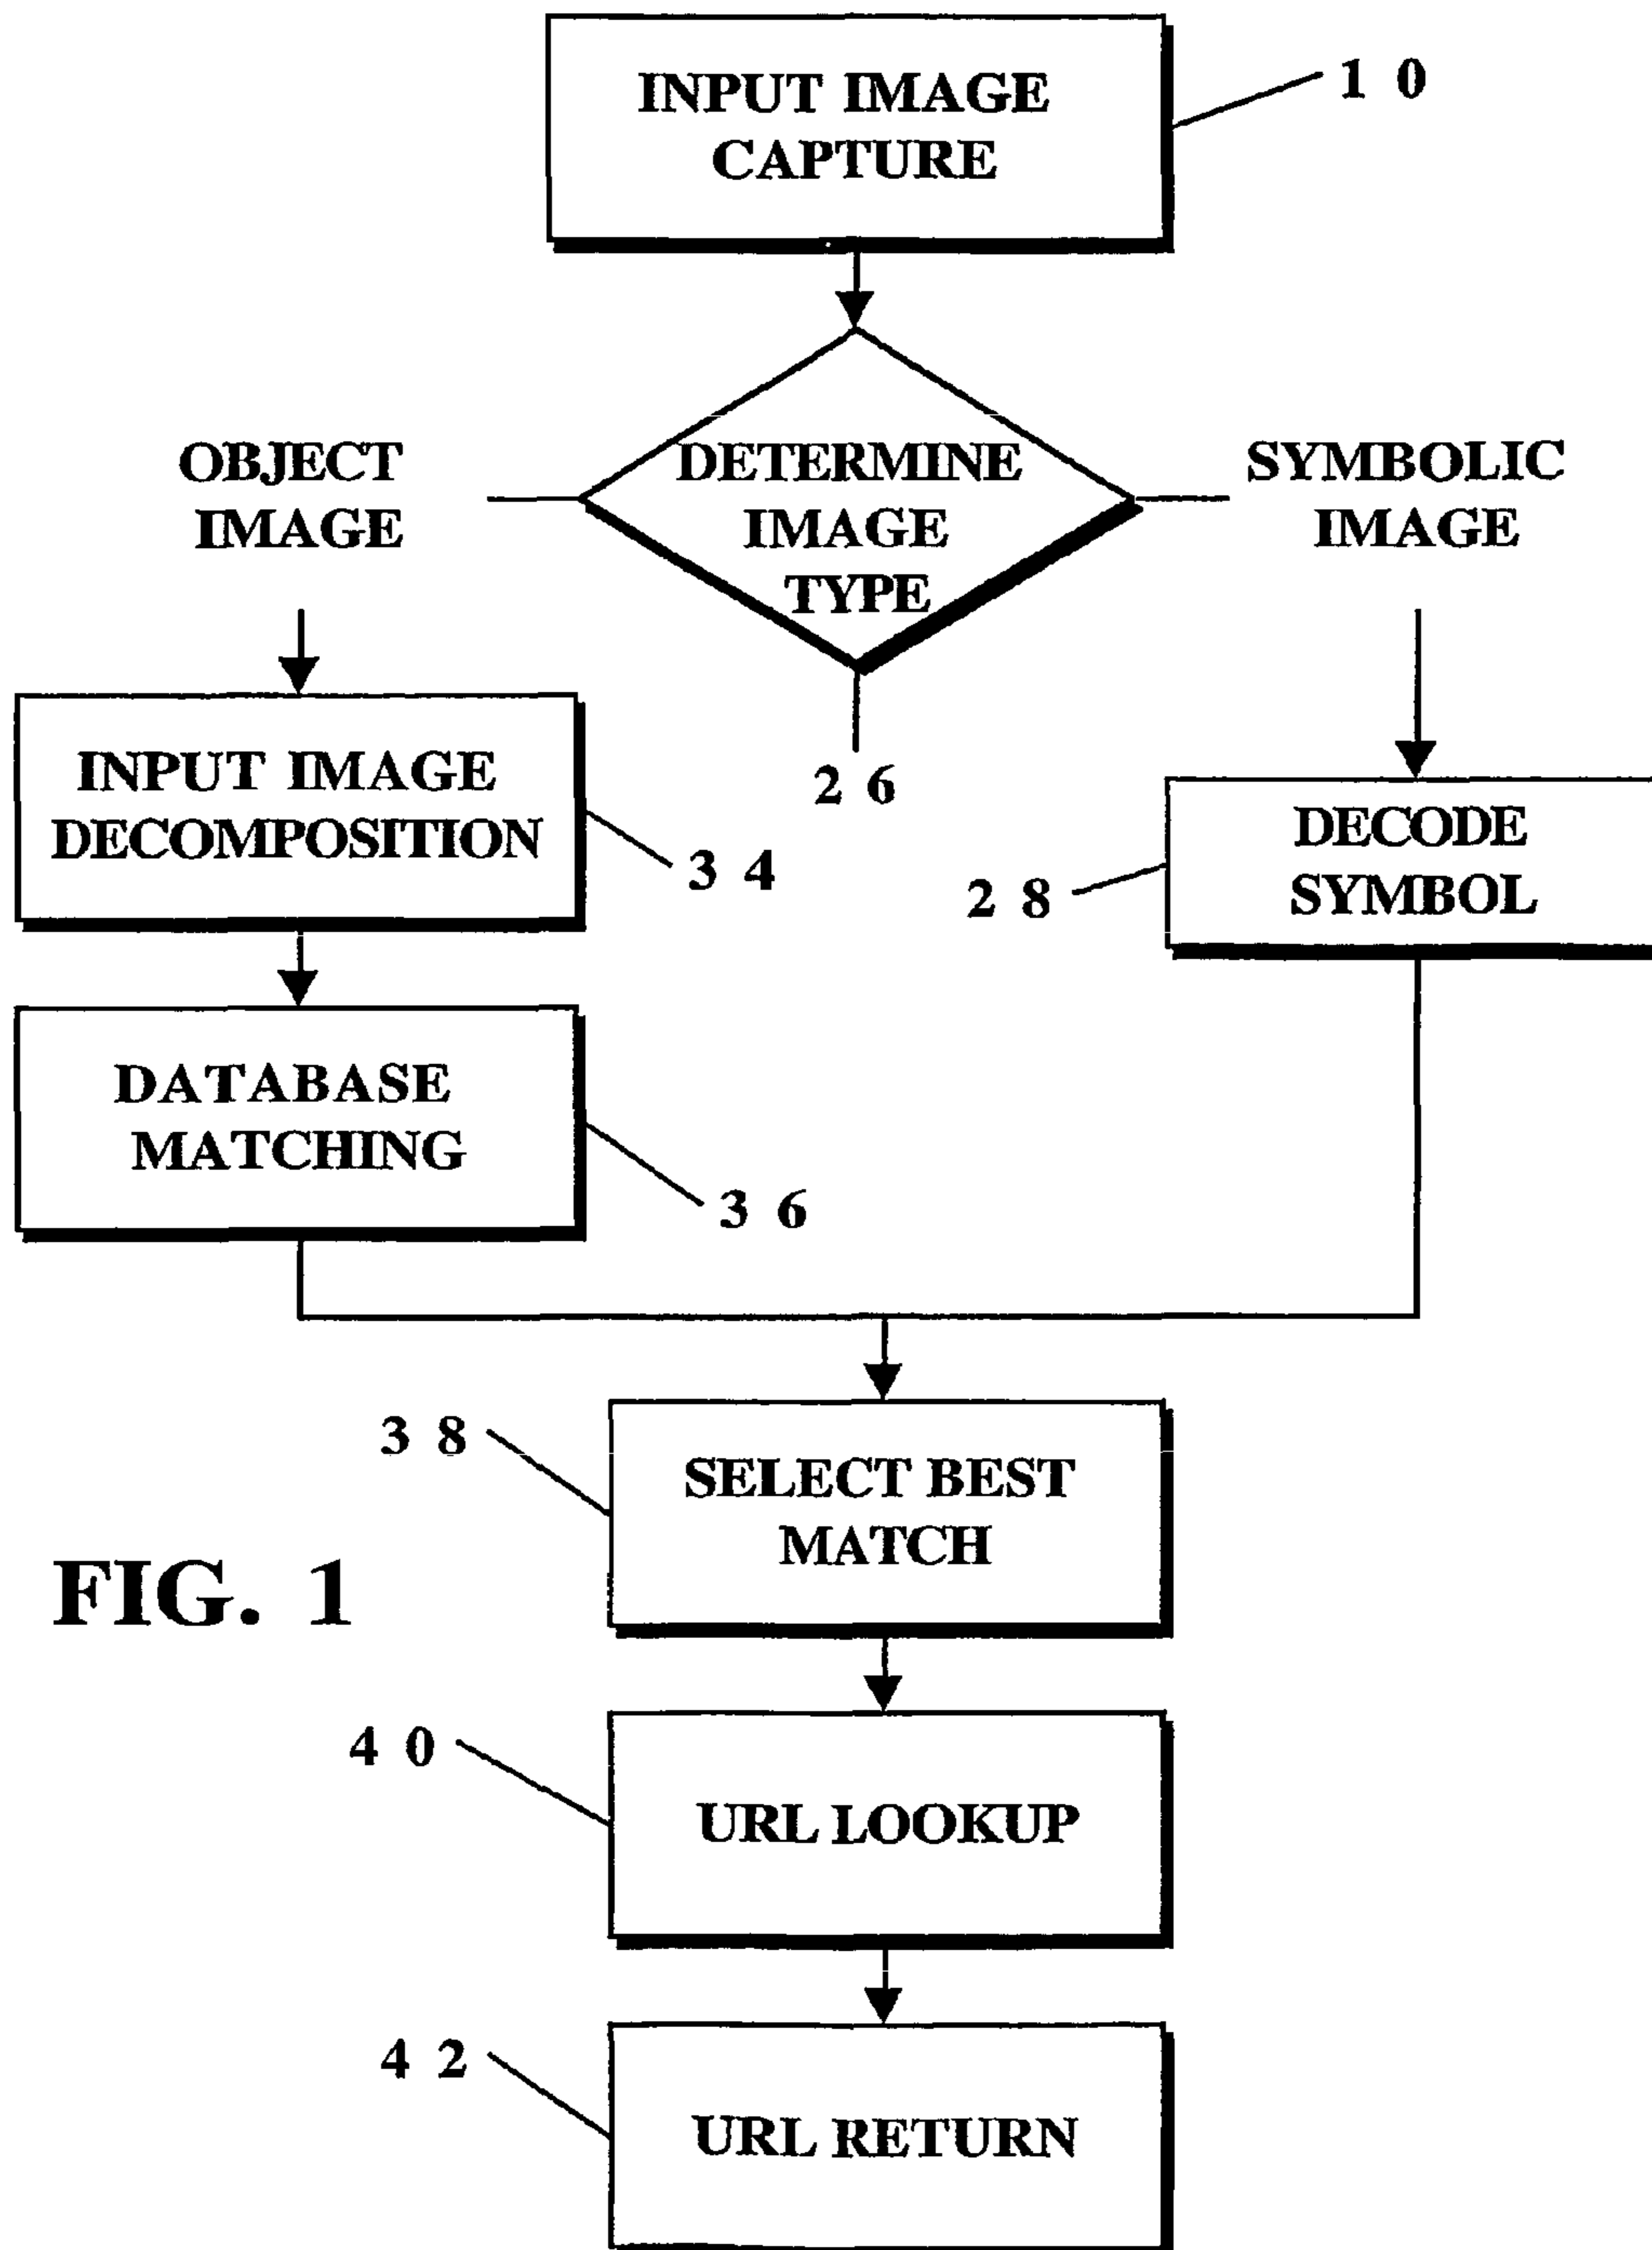 INPUT IMAGE
CAPTURE
1 0
DETERMINE
IMAGE
TYPE
2 6
OBJECT
IMAGE
SYMBOLIC
IMAGE
INPUT IMAGE
DECOMPOSITION
3 4
DECODE
SYMBOL
2 8
DATABASE
MATCHING
3 6
3 8
SELECT BEST
MATCH
FIG. 1
4 0
URL LOOKUP
4 2
URL RETURN